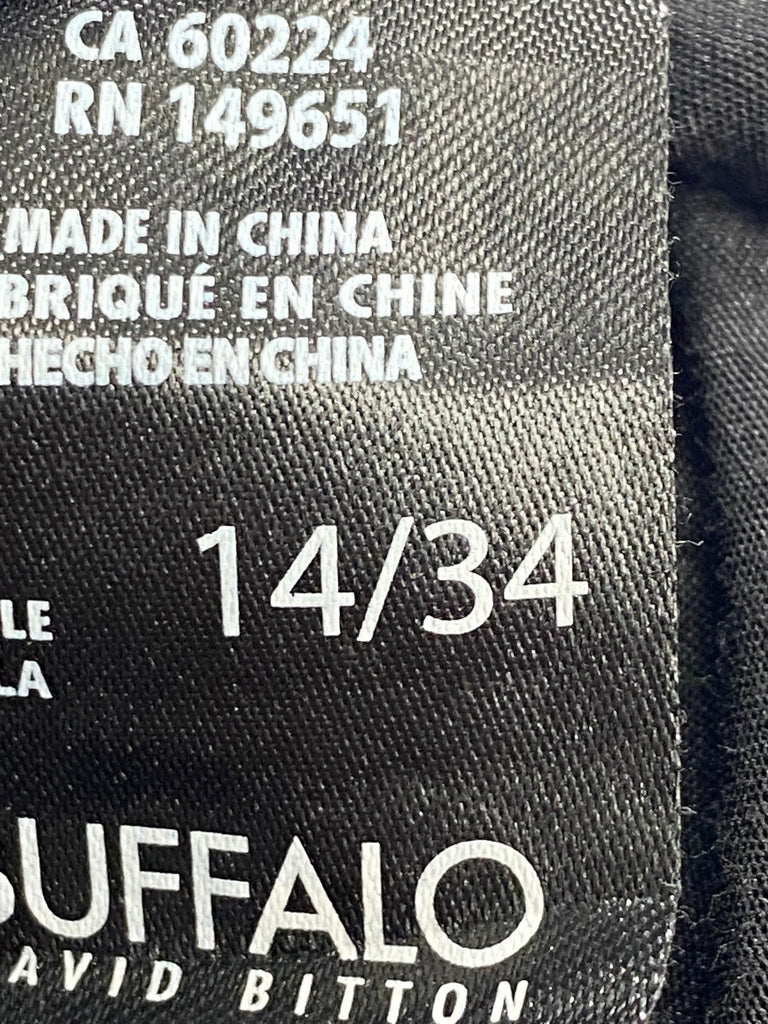 CA 60224
RN 149651
MADE IN CHINA
BRIQUÉ EN CHINE
HECHO EN CHINA
14/34
LE
LA
BUFFALO
AVID BITTON